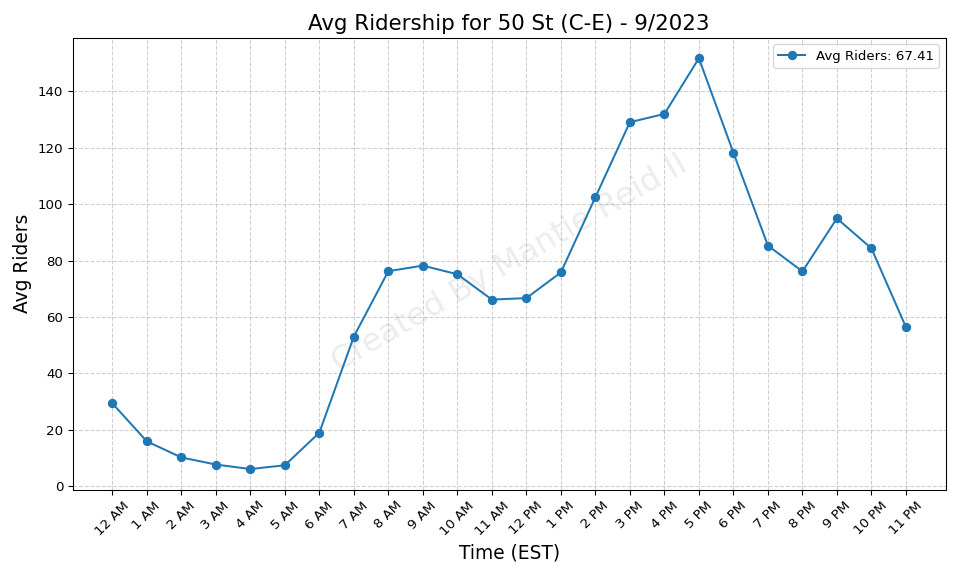 Avg Ridership for 50 St (C-E) - 9/2023
Avg Riders: 67.41
Avg Riders
140
120
100
80
60
40
20
0
Created By Mantie Reid II
12 AM
1 AM
2 AM
3 AM
4 AM
5 AM
6 AM
7 AM
8 AM
9 AM
10 AM
11 AM
12 PM
1 PM
2 PM
3 PM
4 PM
5 PM
6 PM
7 PM
8 PM
9 PM
10 PM
11 PM
Time (EST)